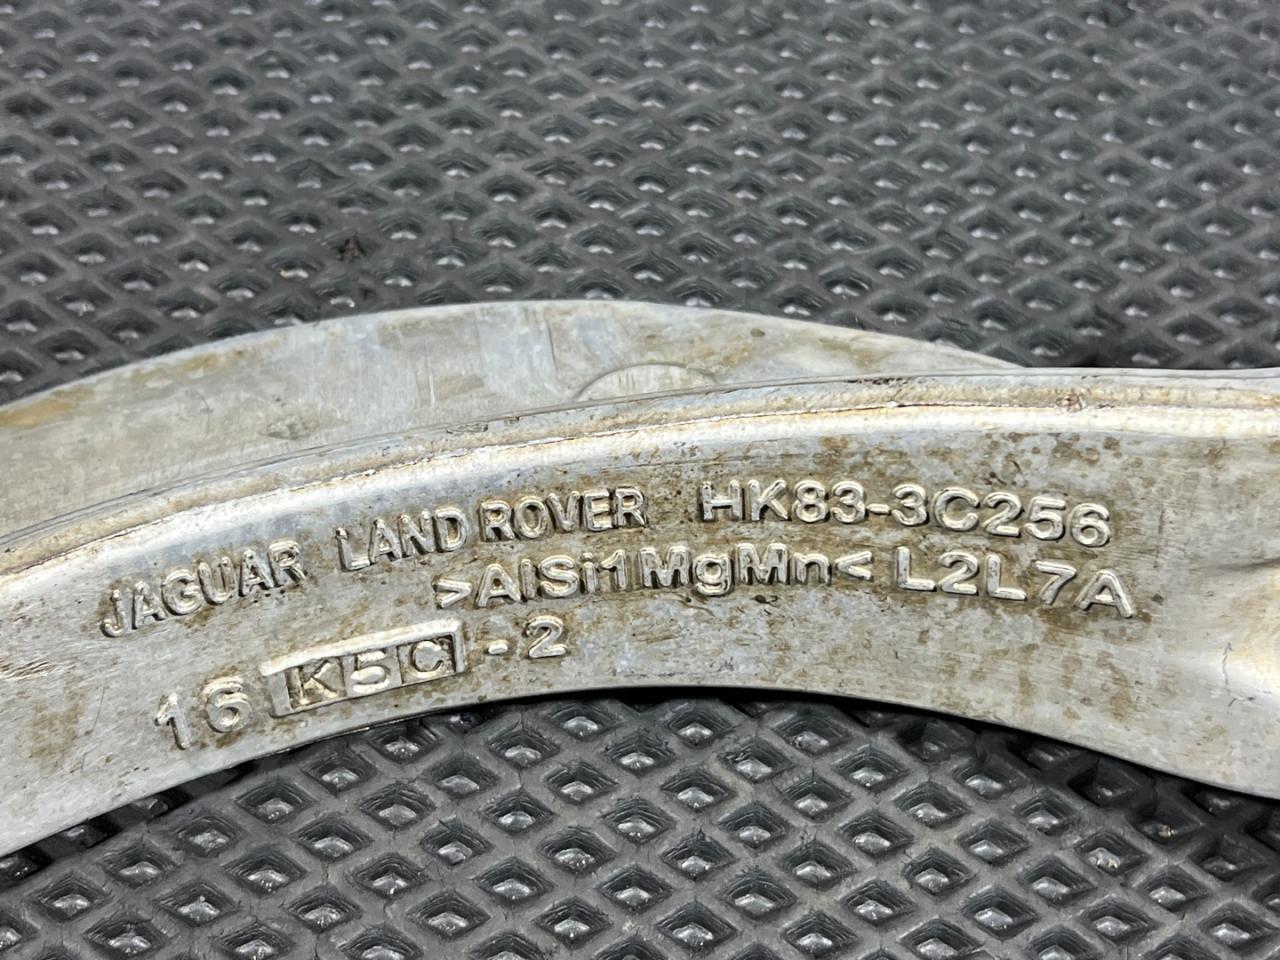 JAGUAR LAND ROVER HK83-3C256
>AlSi1MgMn< L2L7A
16 K5C -2